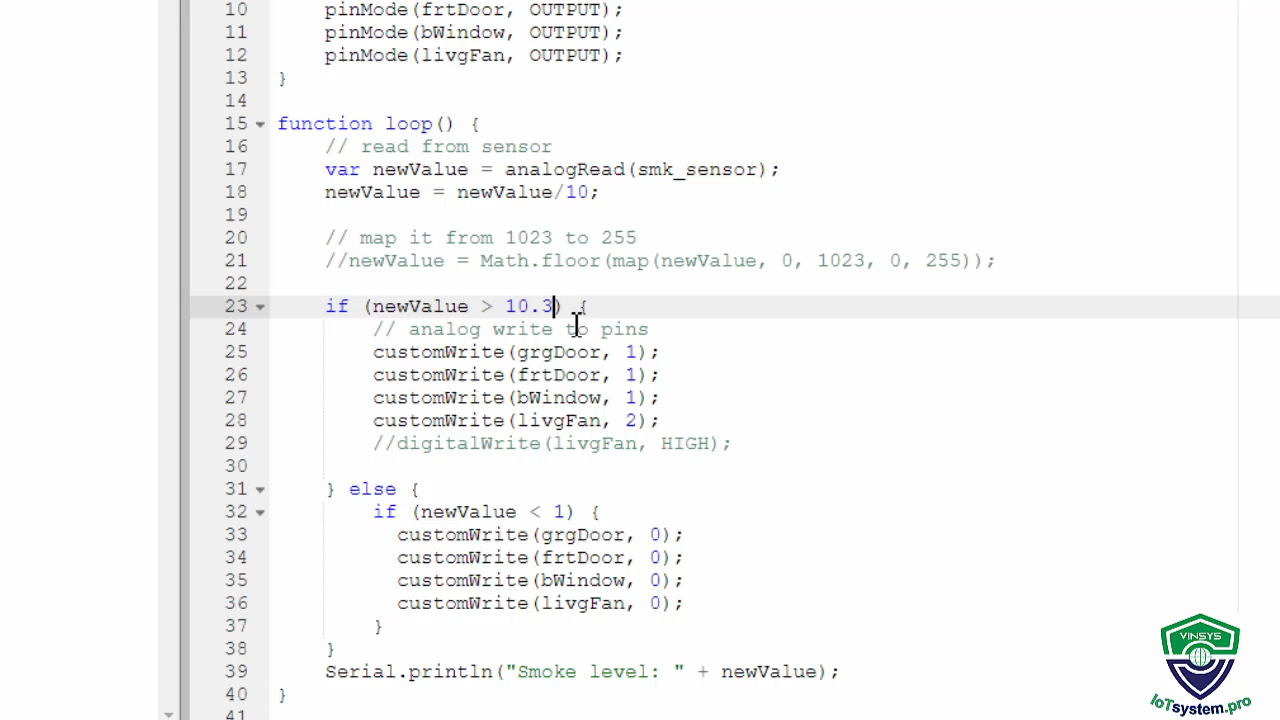 10 pinMode(frtDoor, OUTPUT);
11 pinMode(bWindow, OUTPUT);
12 pinMode(livgFan, OUTPUT);
13 }
14
15 function loop() {
16 // read from sensor
17 var newValue = analogRead(smk_sensor);
18 newValue = newValue/10;
19
20 // map it from 1023 to 255
21 //newValue = Math.floor(map(newValue, 0, 1023, 0, 255));
22
23 if (newValue > 10.3) {
24 // analog write to pins
25 customWrite(grgDoor, 1);
26 customWrite(frtDoor, 1);
27 customWrite(bWindow, 1);
28 customWrite(livgFan, 2);
29 //digitalWrite(livgFan, HIGH);
30
31 } else {
32 if (newValue < 1) {
33 customWrite(grgDoor, 0);
34 customWrite(frtDoor, 0);
35 customWrite(bWindow, 0);
36 customWrite(livgFan, 0);
37 }
38 }
39 Serial.println("Smoke level: " + newValue);
40 }
41
VINSYS
IoTsystem.pro